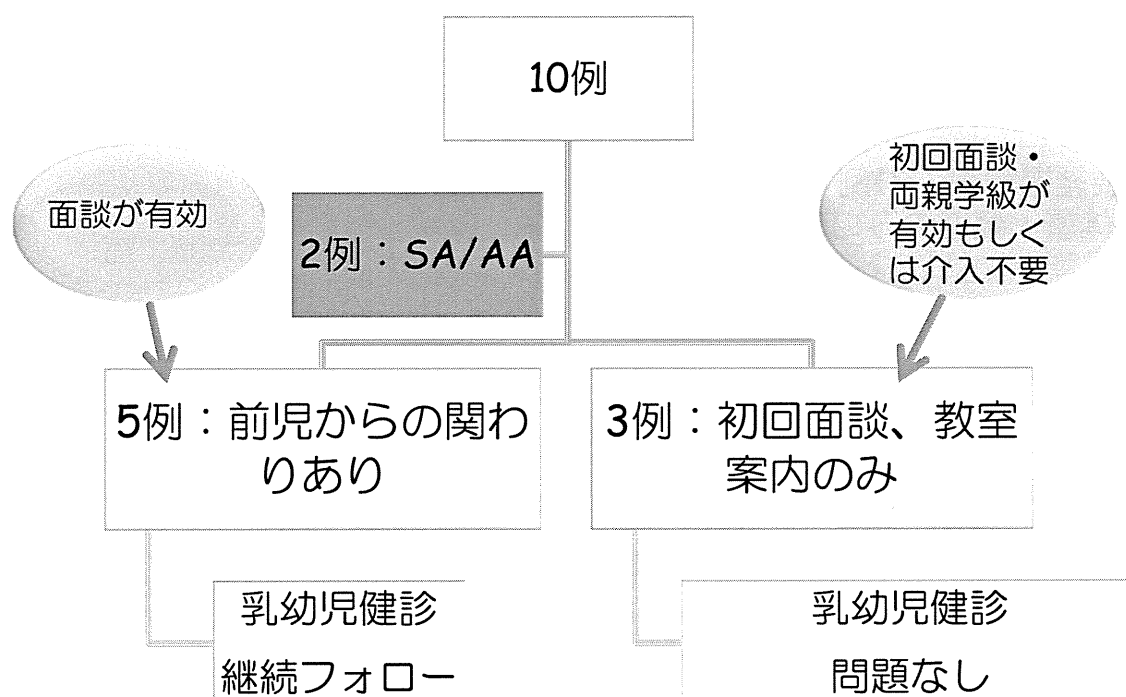 10例
面談が有効
初回面談・
両親学級が
有効もしく
は介入不要
2例：SA/AA
5例：前児からの関わ
りあり
3例：初回面談、教室
案内のみ
乳幼児健診
継続フォロー
乳幼児健診
問題なし